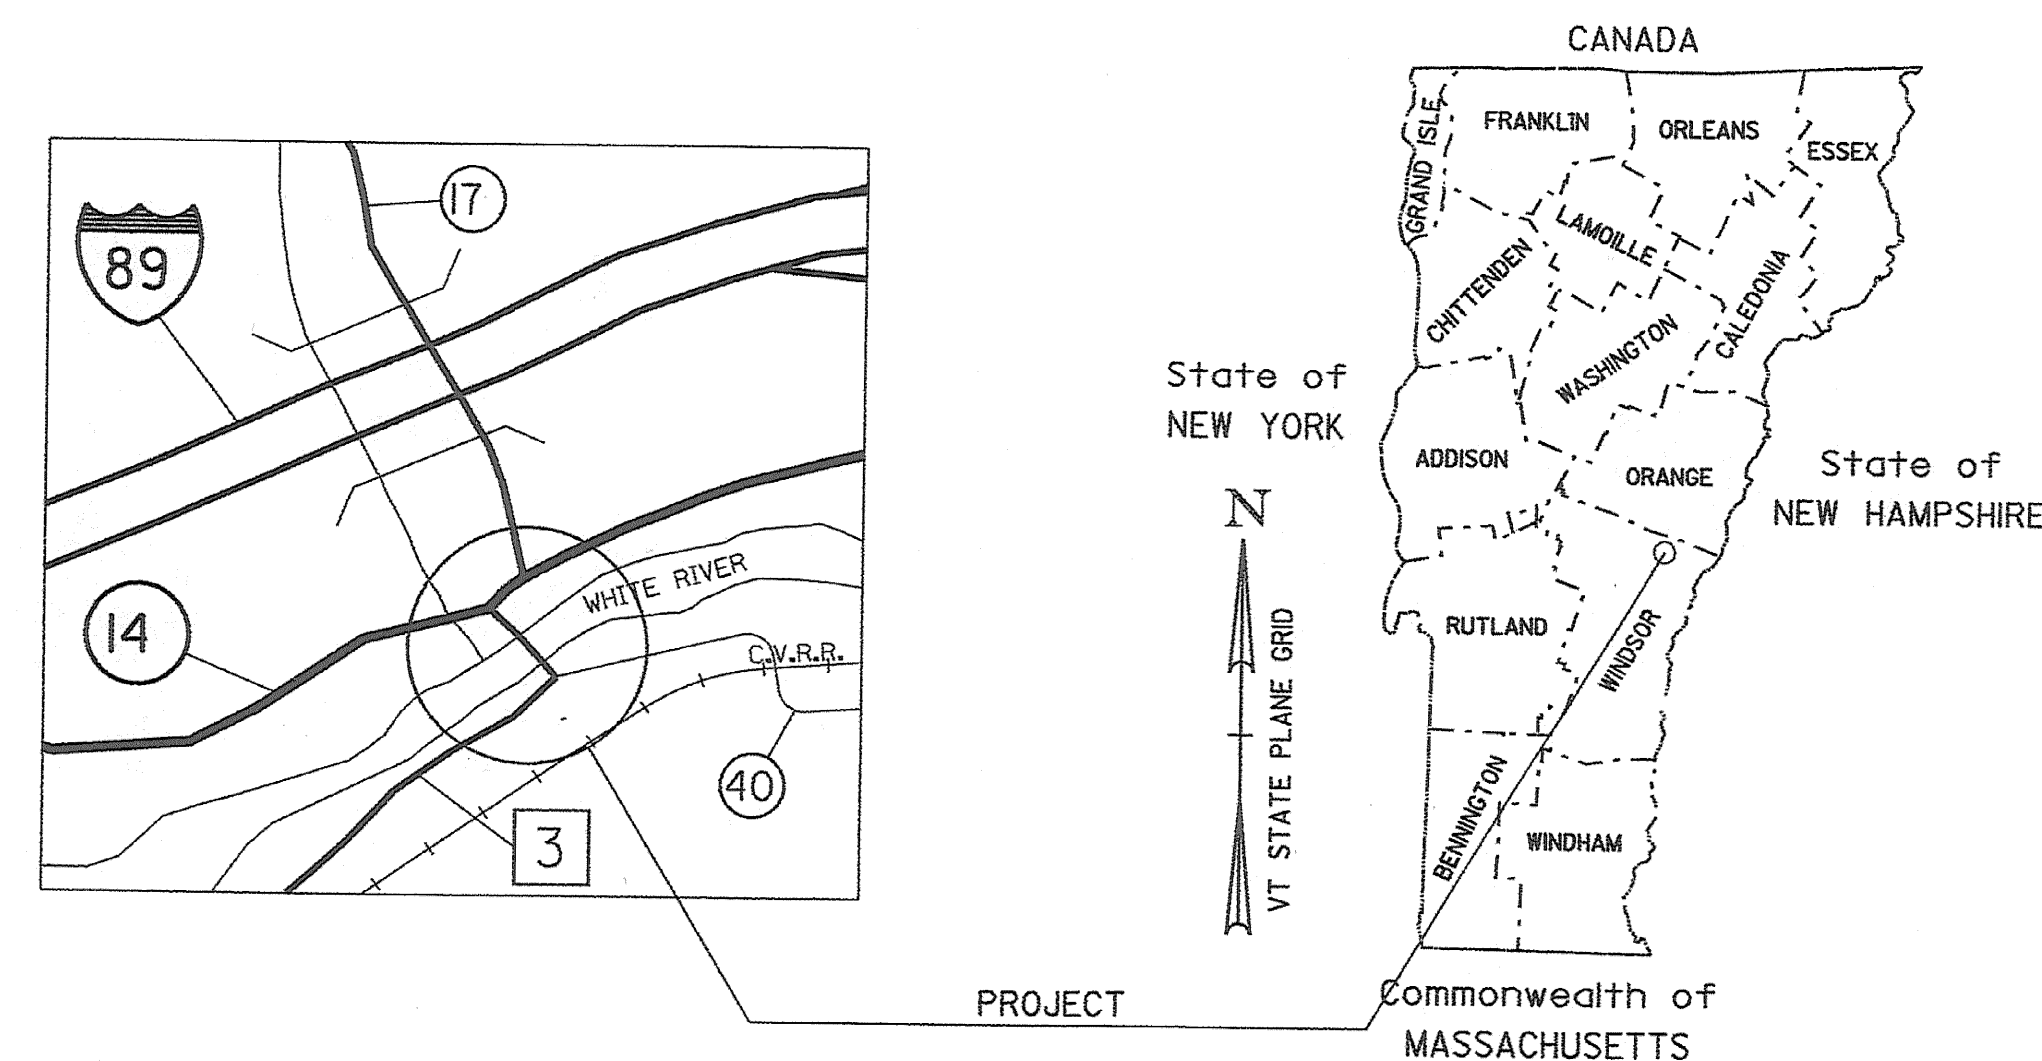 17
89
WHITE RIVER
14
C.V.R.R.
40
3
PROJECT
CANADA
GRAND ISLE
FRANKLIN
ORLEANS
ESSEX
LAMOILLE
CHITTENDEN
CALEDONIA
WASHINGTON
State of
NEW YORK
ADDISON
ORANGE
State of
NEW HAMPSHIRE
N
VT STATE PLANE GRID
RUTLAND
WINDSOR
BENNINGTON
WINDHAM
Commonwealth of
MASSACHUSETTS